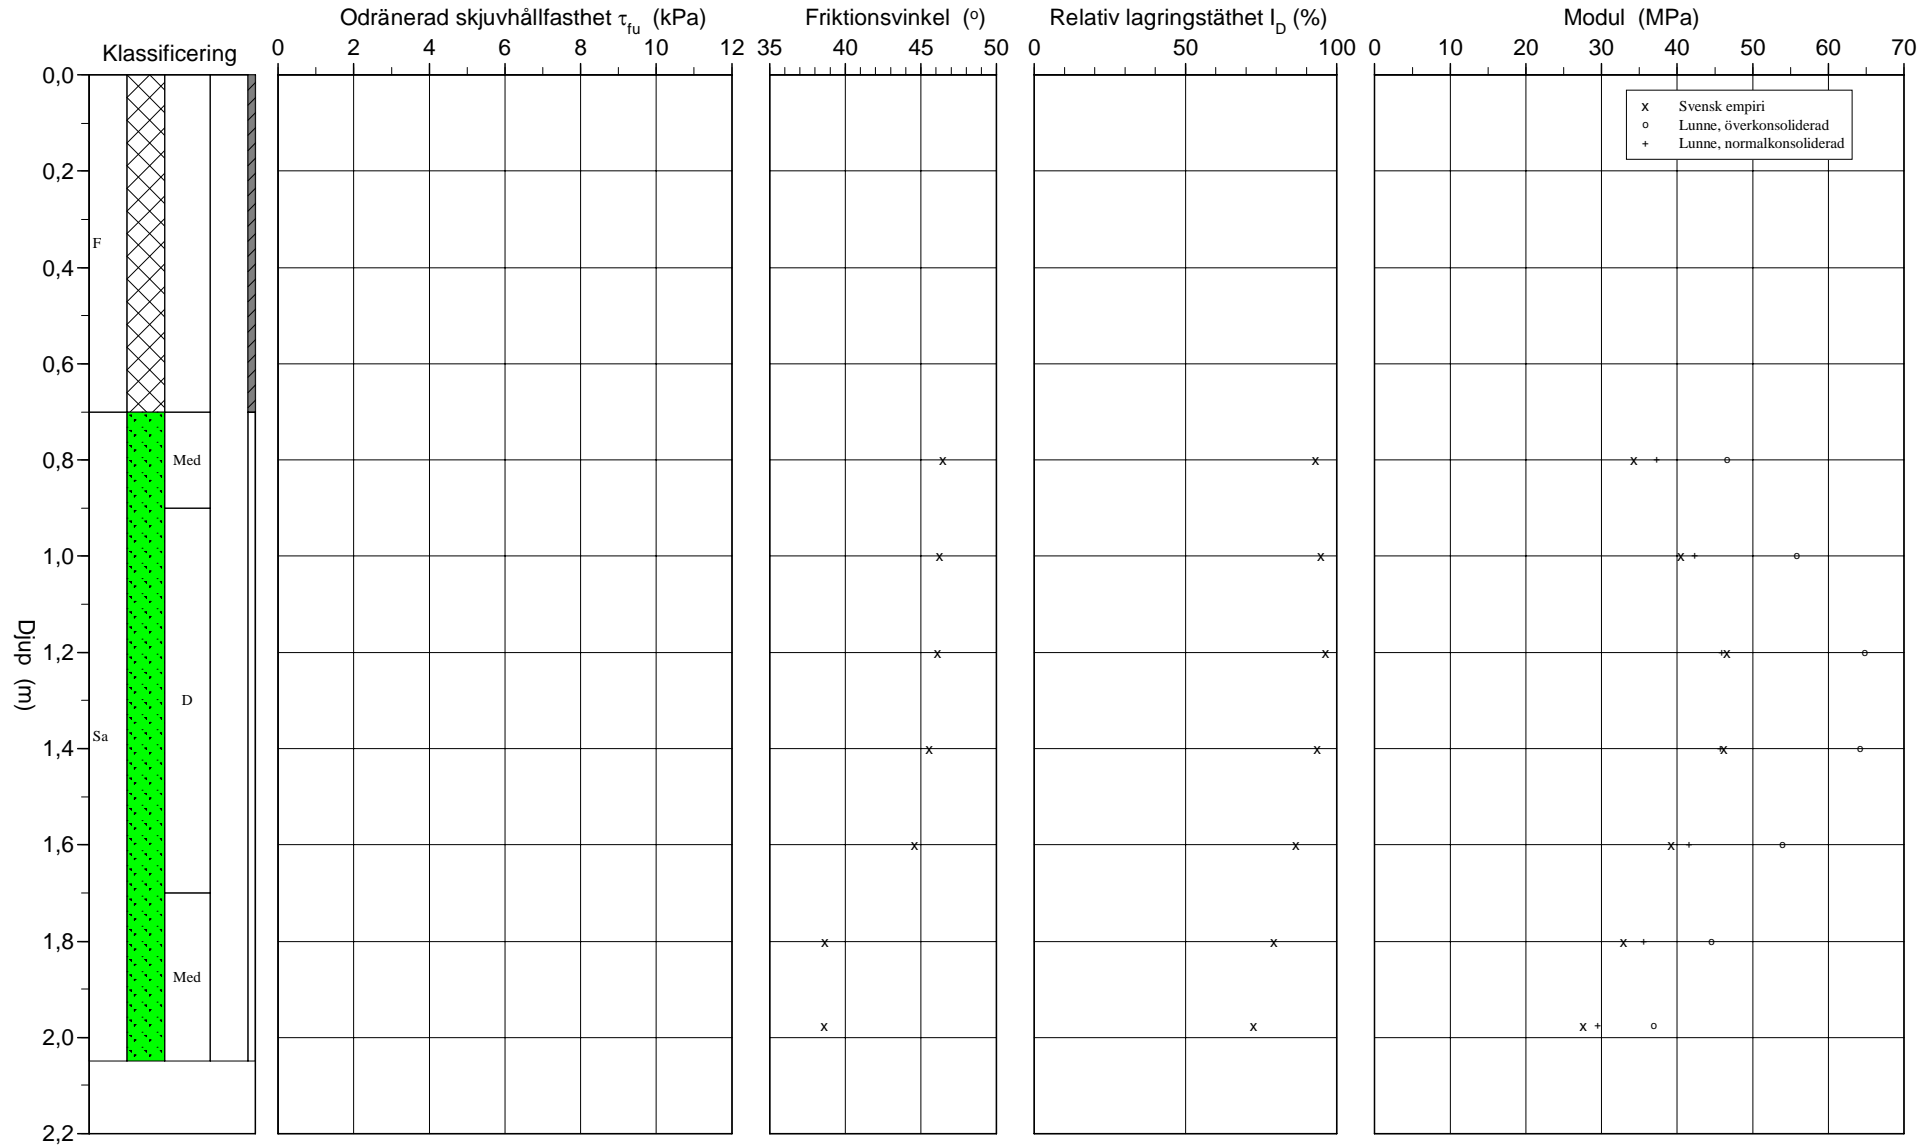 Odränerad skjuvhållfasthet τfu (kPa)
Friktionsvinkel (o)
Relativ lagringstäthet ID (%)
Modul (MPa)
Klassificering
0 2 4 6 8 10 12
35 40 45 50
0 50 100
0 10 20 30 40 50 60 70
0,0
x Svensk empiri
o Lunne, överkonsoliderad
+ Lunne, normalkonsoliderad
0,2
F
0,4
0,6
0,8
Med
1,0
1,2
Djup (m)
D
Sa
1,4
1,6
1,8
Med
2,0
2,2